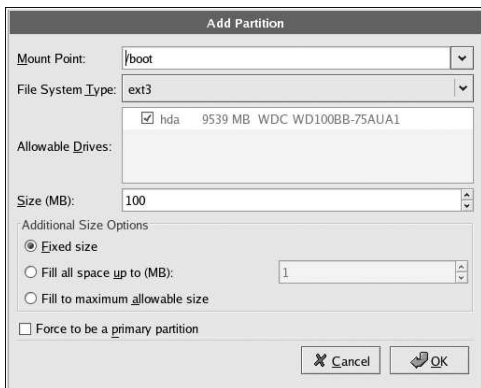 Add Partition
Mount Point: /boot
File System Type: ext3
hda 9539 MB WDC WD100BB-75AUA1
Allowable Drives:
Size (MB): 100
Additional Size Options
Fixed size
Fill all space up to (MB): 1
Fill to maximum allowable size
Force to be a primary partition
Cancel OK